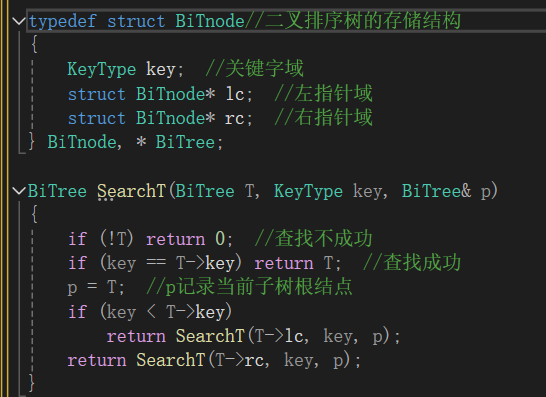 typedef struct BiTnode//二叉排序树的存储结构
{
KeyType key;  //关键字域
struct BiTnode* lc;  //左指针域
struct BiTnode* rc;  //右指针域
} BiTnode, * BiTree;
BiTree SearchT(BiTree T, KeyType key, BiTree& p)
{
if (!T) return 0;  //查找不成功
if (key == T->key) return T;  //查找成功
p = T;  //p记录当前子树根结点
if (key < T->key)
return SearchT(T->lc, key, p);
return SearchT(T->rc, key, p);
}